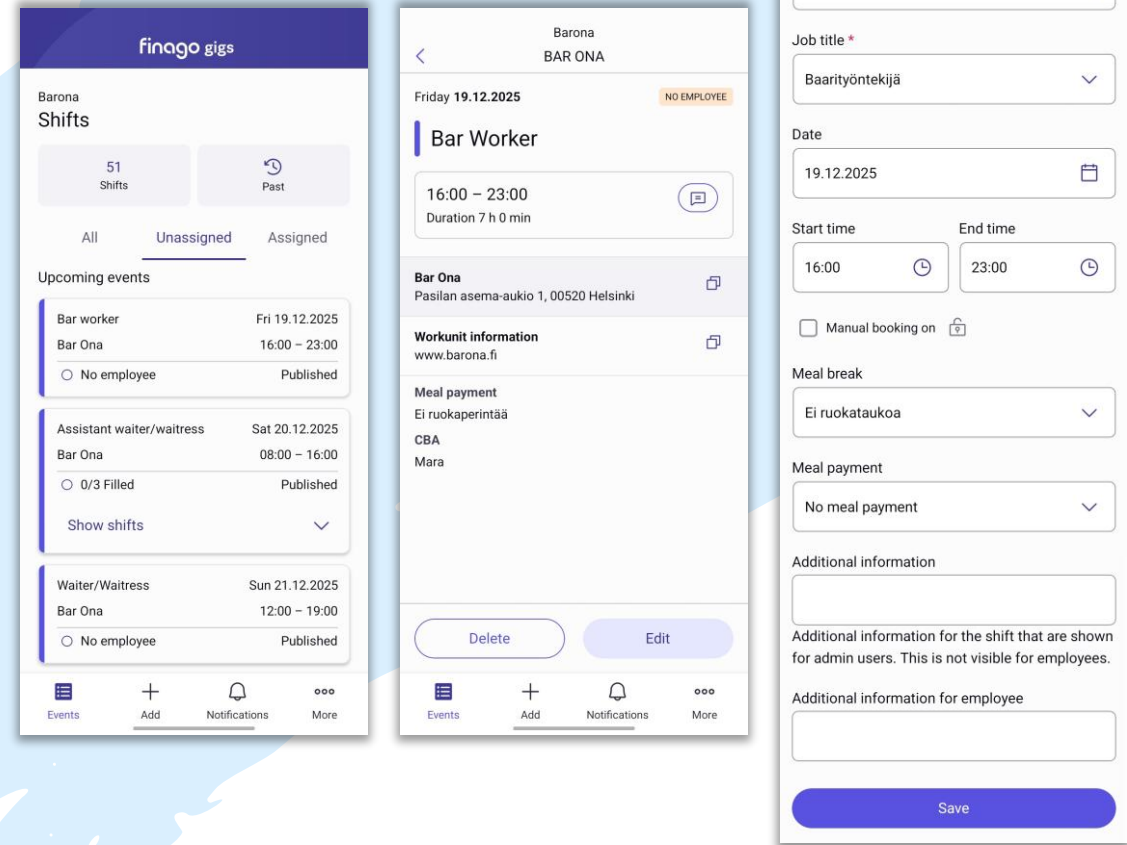 finago gigs
Barona
Shifts
51
Shifts
Past
All
Unassigned
Assigned
Upcoming events
Bar worker
Fri 19.12.2025
Bar Ona
16:00 – 23:00
No employee
Published
Assistant waiter/waitress
Sat 20.12.2025
Bar Ona
08:00 – 16:00
0/3 Filled
Published
Show shifts
Waiter/Waitress
Sun 21.12.2025
Bar Ona
12:00 – 19:00
No employee
Published
Events
Add
Notifications
More
Barona
BAR ONA
Friday 19.12.2025
NO EMPLOYEE
Bar Worker
16:00 – 23:00
Duration 7 h 0 min
Bar Ona
Pasilan asema-aukio 1, 00520 Helsinki
Workunit information
www.barona.fi
Meal payment
Ei ruokaperintää
CBA
Mara
Delete
Edit
Events
Add
Notifications
More
Job title *
Baarityöntekijä
Date
19.12.2025
Start time
End time
16:00
23:00
Manual booking on
Meal break
Ei ruokataukoa
Meal payment
No meal payment
Additional information
Additional information for the shift that are shown
for admin users. This is not visible for employees.
Additional information for employee
Save